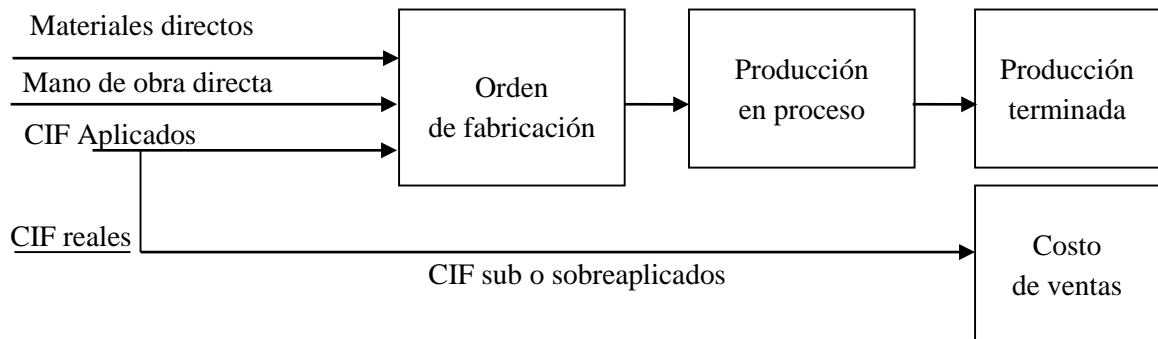 Materiales directos
Mano de obra directa
CIF Aplicados
Orden
de fabricación
Producción
en proceso
Producción
terminada
CIF reales
CIF sub o sobreaplicados
Costo
de ventas